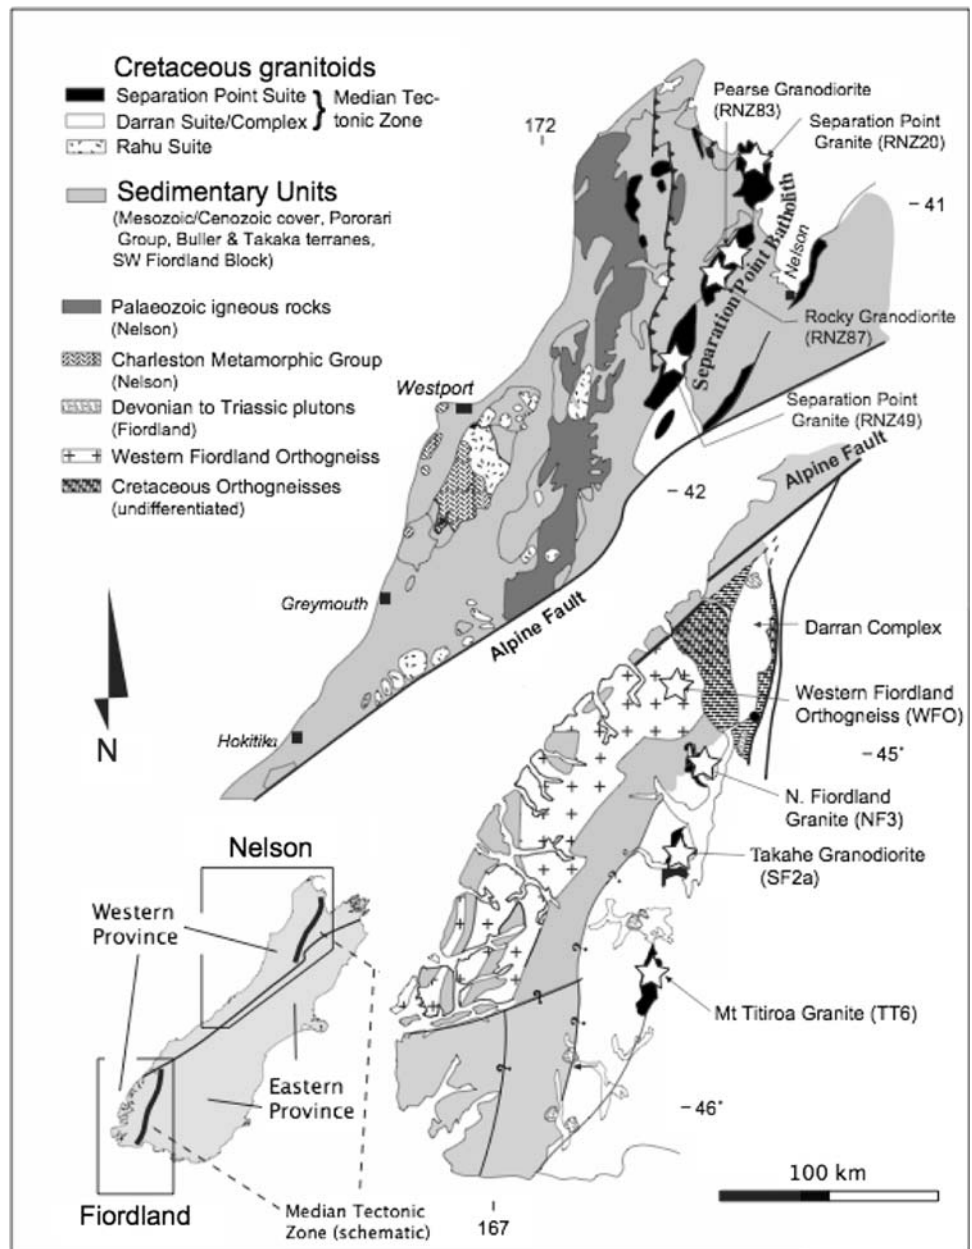 Cretaceous granitoids
Separation Point Suite
Darran Suite/Complex
} Median Tec-
tonic Zone
Rahu Suite
Sedimentary Units
(Mesozoic/Cenozoic cover, Pororari
Group, Buller & Takaka terranes,
SW Fiordland Block)
Palaeozoic igneous rocks
(Nelson)
Charleston Metamorphic Group
(Nelson)
Devonian to Triassic plutons
(Fiordland)
Western Fiordland Orthogneiss
Cretaceous Orthogneisses
(undifferentiated)
172
Pearse Granodiorite
(RNZ83)
Separation Point
Granite (RNZ20)
41
Separation Point Batholith
Nelson
Rocky Granodiorite
(RNZ87)
Westport
Separation Point
Granite (RNZ49)
42
Alpine Fault
Greymouth
Alpine Fault
Hokitika
N
Darran Complex
Western Fiordland
Orthogneiss (WFO)
45°
N. Fiordland
Granite (NF3)
Takahe Granodiorite
(SF2a)
Mt Titiroa Granite (TT6)
46°
?
?
?
?
?
100 km
167
Nelson
Western
Province
Eastern
Province
Fiordland
Median Tectonic
Zone (schematic)